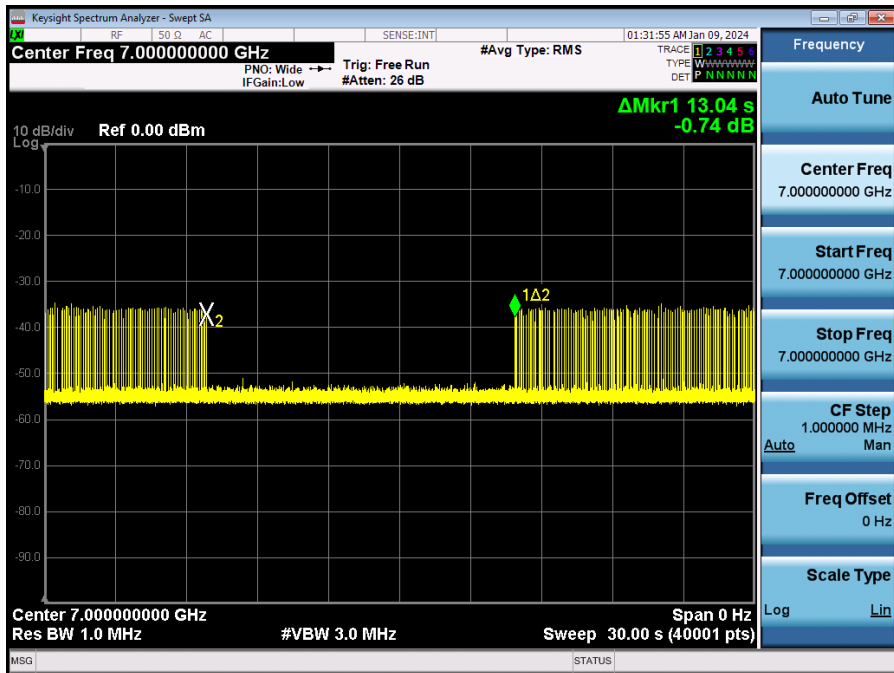 Keysight Spectrum Analyzer - Swept SA
LXI RF 50 Ω AC SENSE:INT 01:31:55 AM Jan 09, 2024
Center Freq 7.000000000 GHz #Avg Type: RMS TRACE 1 2 3 4 5 6
PNO: Wide Trig: Free Run TYPE W W W W W W
IFGain:Low #Atten: 26 dB DET P N N N N N
Frequency
ΔMkr1 13.04 s
-0.74 dB
10 dB/div Ref 0.00 dBm
Log
-10.0
-20.0
-30.0
-40.0
-50.0
-60.0
-70.0
-80.0
-90.0
X2
1Δ2
Center 7.000000000 GHz Span 0 Hz
Res BW 1.0 MHz #VBW 3.0 MHz Sweep 30.00 s (40001 pts)
Auto Tune
Center Freq
7.000000000 GHz
Start Freq
7.000000000 GHz
Stop Freq
7.000000000 GHz
CF Step
1.000000 MHz
Auto Man
Freq Offset
0 Hz
Scale Type
Log Lin
MSG STATUS